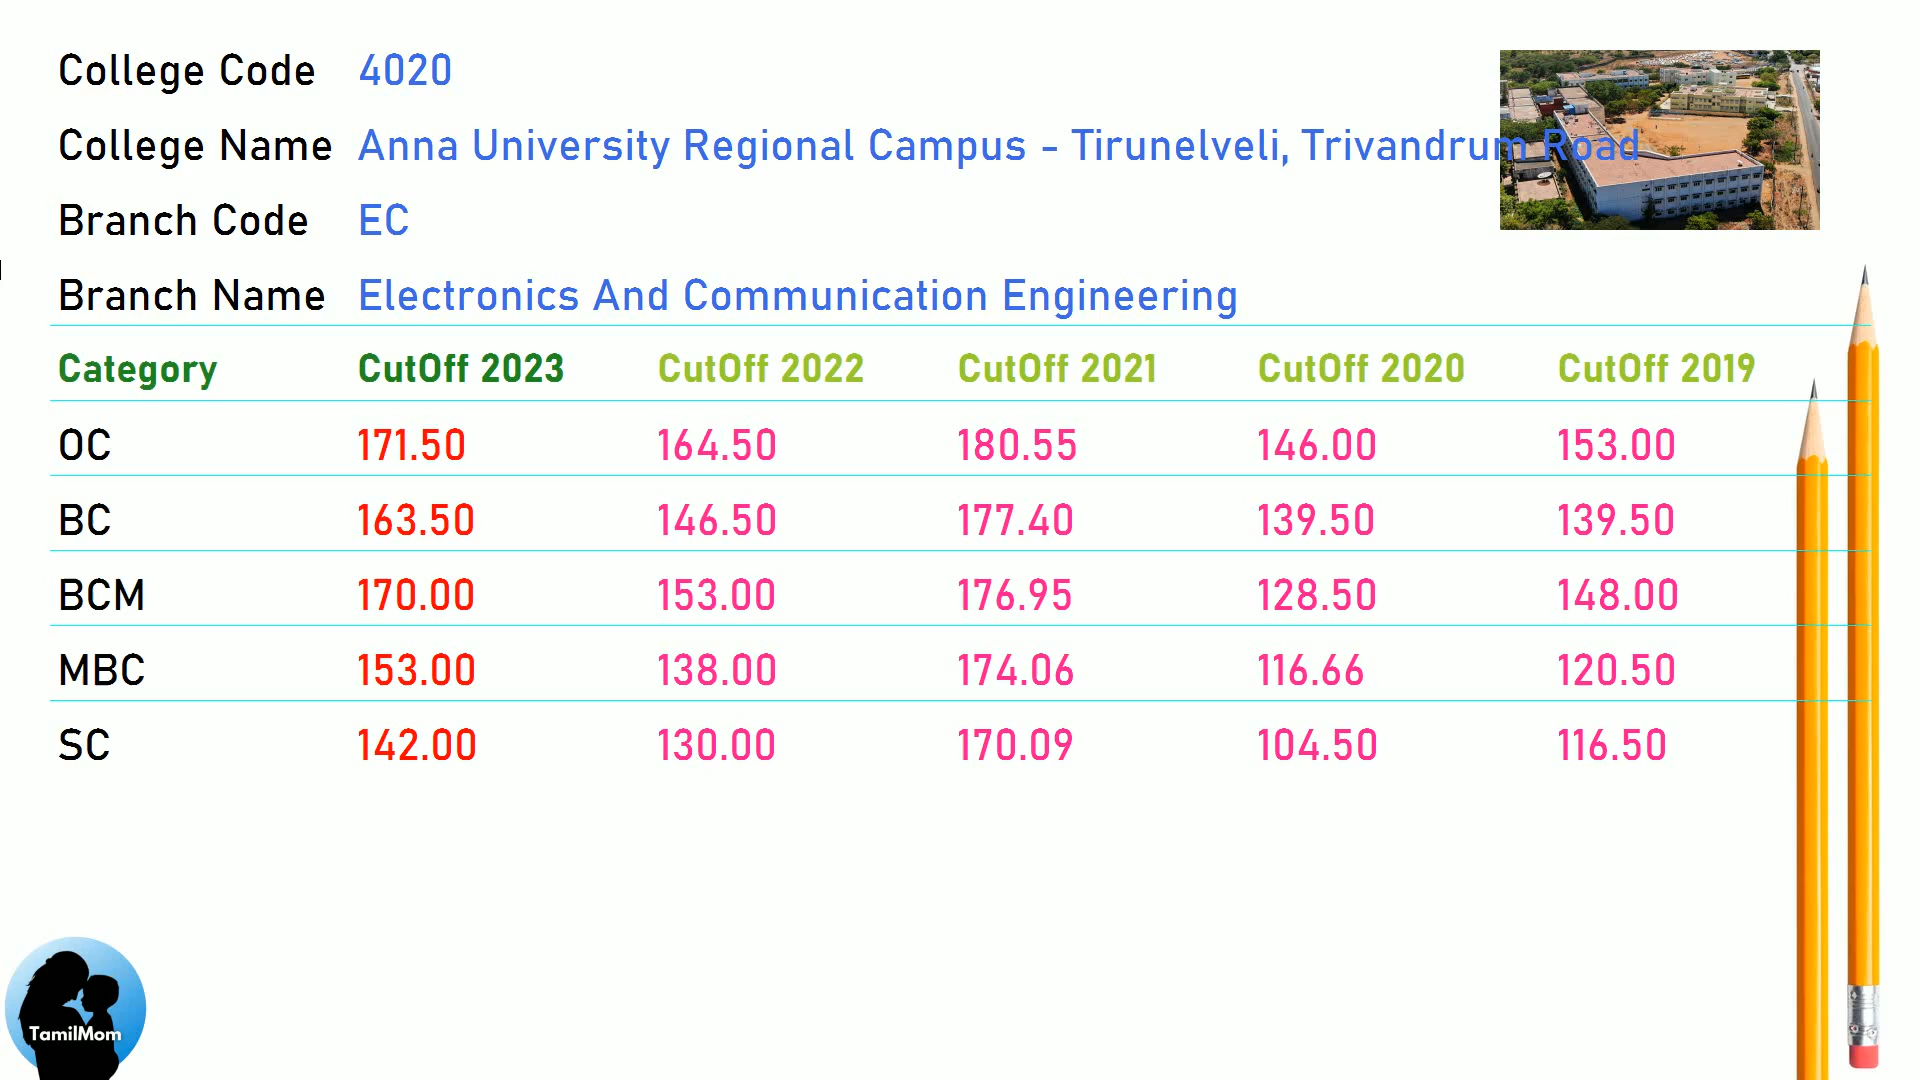 College Code 4020
College Name Anna University Regional Campus - Tirunelveli, Trivandrum Road
Branch Code EC
Branch Name Electronics And Communication Engineering
Category CutOff 2023 CutOff 2022 CutOff 2021 CutOff 2020 CutOff 2019
OC 171.50 164.50 180.55 146.00 153.00
BC 163.50 146.50 177.40 139.50 139.50
BCM 170.00 153.00 176.95 128.50 148.00
MBC 153.00 138.00 174.06 116.66 120.50
SC 142.00 130.00 170.09 104.50 116.50
TamilMom